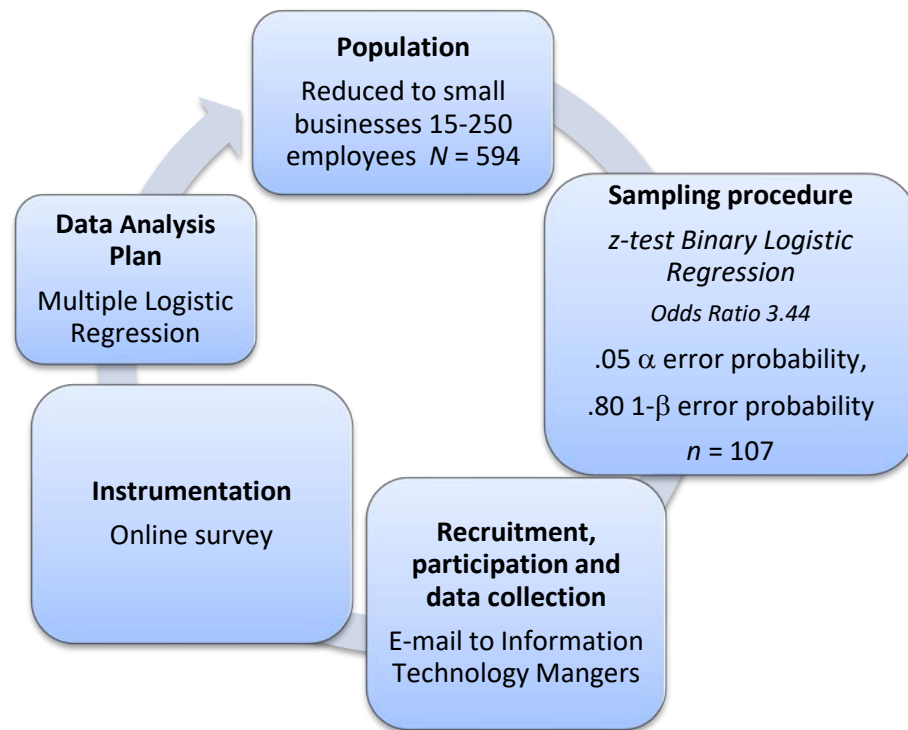 Population
Reduced to small
businesses 15-250
employees N = 594
Sampling procedure
z-test Binary Logistic
Regression
Odds Ratio 3.44
.05 α error probability,
.80 1-β error probability
n = 107
Recruitment,
participation and
data collection
E-mail to Information
Technology Mangers
Instrumentation
Online survey
Data Analysis
Plan
Multiple Logistic
Regression